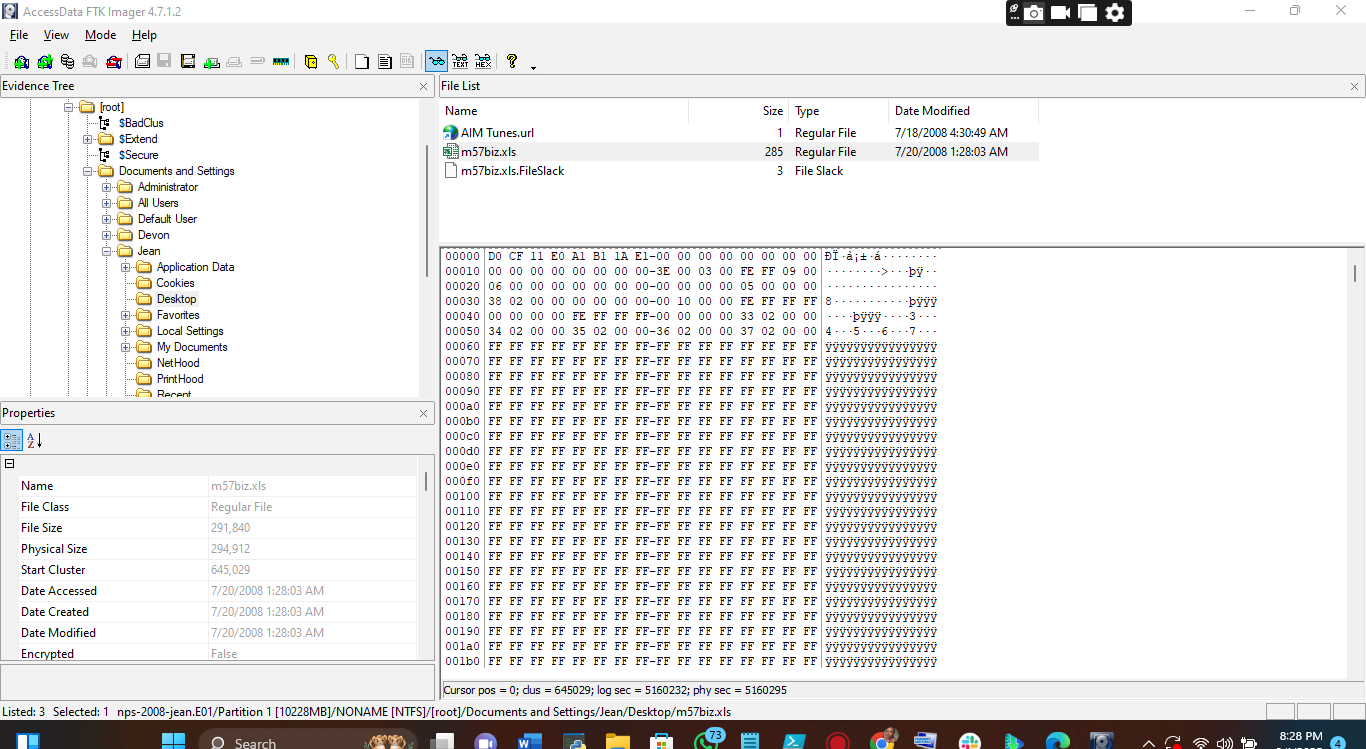 AccessData FTK Imager 4.7.1.2
File View Mode Help
TEXT HEX
Evidence Tree
[root]
$BadClus
$Extend
$Secure
Documents and Settings
Administrator
All Users
Default User
Devon
Jean
Application Data
Cookies
Desktop
Favorites
Local Settings
My Documents
NetHood
PrintHood
Recent
Properties
Name m57biz.xls
File Class Regular File
File Size 291,840
Physical Size 294,912
Start Cluster 645,029
Date Accessed 7/20/2008 1:28:03 AM
Date Created 7/20/2008 1:28:03 AM
Date Modified 7/20/2008 1:28:03 AM
Encrypted False
File List
Name Size Type Date Modified
AIM Tunes.url 1 Regular File 7/18/2008 4:30:49 AM
m57biz.xls 285 Regular File 7/20/2008 1:28:03 AM
m57biz.xls.FileSlack 3 File Slack
00000 D0 CF 11 E0 A1 B1 1A E1-00 00 00 00 00 00 00 00 ÐÏ·à¡±·á········
00010 00 00 00 00 00 00 00 00-3E 00 03 00 FE FF 09 00 ········>···þÿ··
00020 06 00 00 00 00 00 00 00-00 00 00 00 05 00 00 00 ················
00030 38 02 00 00 00 00 00 00-00 10 00 00 FE FF FF FF 8···········þÿÿÿ
00040 00 00 00 00 FE FF FF FF-00 00 00 00 33 02 00 00 ····þÿÿÿ····3···
00050 34 02 00 00 35 02 00 00-36 02 00 00 37 02 00 00 4···5···6···7···
00060 FF FF FF FF FF FF FF FF-FF FF FF FF FF FF FF FF ÿÿÿÿÿÿÿÿÿÿÿÿÿÿÿÿ
00070 FF FF FF FF FF FF FF FF-FF FF FF FF FF FF FF FF ÿÿÿÿÿÿÿÿÿÿÿÿÿÿÿÿ
00080 FF FF FF FF FF FF FF FF-FF FF FF FF FF FF FF FF ÿÿÿÿÿÿÿÿÿÿÿÿÿÿÿÿ
00090 FF FF FF FF FF FF FF FF-FF FF FF FF FF FF FF FF ÿÿÿÿÿÿÿÿÿÿÿÿÿÿÿÿ
000a0 FF FF FF FF FF FF FF FF-FF FF FF FF FF FF FF FF ÿÿÿÿÿÿÿÿÿÿÿÿÿÿÿÿ
000b0 FF FF FF FF FF FF FF FF-FF FF FF FF FF FF FF FF ÿÿÿÿÿÿÿÿÿÿÿÿÿÿÿÿ
000c0 FF FF FF FF FF FF FF FF-FF FF FF FF FF FF FF FF ÿÿÿÿÿÿÿÿÿÿÿÿÿÿÿÿ
000d0 FF FF FF FF FF FF FF FF-FF FF FF FF FF FF FF FF ÿÿÿÿÿÿÿÿÿÿÿÿÿÿÿÿ
000e0 FF FF FF FF FF FF FF FF-FF FF FF FF FF FF FF FF ÿÿÿÿÿÿÿÿÿÿÿÿÿÿÿÿ
000f0 FF FF FF FF FF FF FF FF-FF FF FF FF FF FF FF FF ÿÿÿÿÿÿÿÿÿÿÿÿÿÿÿÿ
00100 FF FF FF FF FF FF FF FF-FF FF FF FF FF FF FF FF ÿÿÿÿÿÿÿÿÿÿÿÿÿÿÿÿ
00110 FF FF FF FF FF FF FF FF-FF FF FF FF FF FF FF FF ÿÿÿÿÿÿÿÿÿÿÿÿÿÿÿÿ
00120 FF FF FF FF FF FF FF FF-FF FF FF FF FF FF FF FF ÿÿÿÿÿÿÿÿÿÿÿÿÿÿÿÿ
00130 FF FF FF FF FF FF FF FF-FF FF FF FF FF FF FF FF ÿÿÿÿÿÿÿÿÿÿÿÿÿÿÿÿ
00140 FF FF FF FF FF FF FF FF-FF FF FF FF FF FF FF FF ÿÿÿÿÿÿÿÿÿÿÿÿÿÿÿÿ
00150 FF FF FF FF FF FF FF FF-FF FF FF FF FF FF FF FF ÿÿÿÿÿÿÿÿÿÿÿÿÿÿÿÿ
00160 FF FF FF FF FF FF FF FF-FF FF FF FF FF FF FF FF ÿÿÿÿÿÿÿÿÿÿÿÿÿÿÿÿ
00170 FF FF FF FF FF FF FF FF-FF FF FF FF FF FF FF FF ÿÿÿÿÿÿÿÿÿÿÿÿÿÿÿÿ
00180 FF FF FF FF FF FF FF FF-FF FF FF FF FF FF FF FF ÿÿÿÿÿÿÿÿÿÿÿÿÿÿÿÿ
00190 FF FF FF FF FF FF FF FF-FF FF FF FF FF FF FF FF ÿÿÿÿÿÿÿÿÿÿÿÿÿÿÿÿ
001a0 FF FF FF FF FF FF FF FF-FF FF FF FF FF FF FF FF ÿÿÿÿÿÿÿÿÿÿÿÿÿÿÿÿ
001b0 FF FF FF FF FF FF FF FF-FF FF FF FF FF FF FF FF ÿÿÿÿÿÿÿÿÿÿÿÿÿÿÿÿ
Cursor pos = 0; clus = 645029; log sec = 5160232; phy sec = 5160295
Listed: 3 Selected: 1 nps-2008-jean.E01/Partition 1 [10228MB]/NONAME [NTFS]/[root]/Documents and Settings/Jean/Desktop/m57biz.xls
Search
73
8:28 PM
4